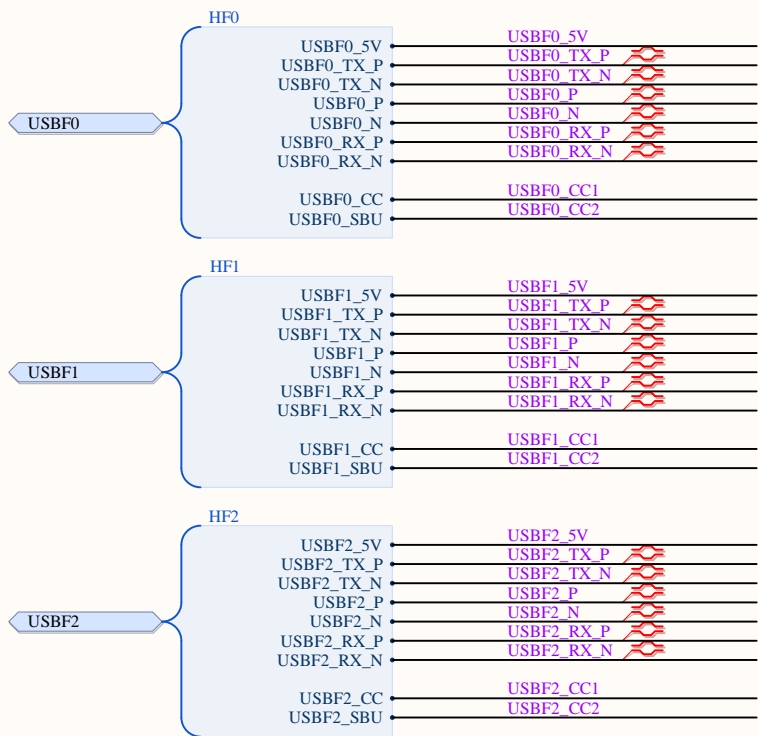 HF0
USBF0_5V USBF0_5V
USBF0_TX_P USBF0_TX_P
USBF0_TX_N USBF0_TX_N
USBF0_P USBF0_P
USBF0 USBF0_N USBF0_N
USBF0_RX_P USBF0_RX_P
USBF0_RX_N USBF0_RX_N
USBF0_CC USBF0_CC1
USBF0_SBU USBF0_CC2
HF1
USBF1_5V USBF1_5V
USBF1_TX_P USBF1_TX_P
USBF1_TX_N USBF1_TX_N
USBF1_P USBF1_P
USBF1 USBF1_N USBF1_N
USBF1_RX_P USBF1_RX_P
USBF1_RX_N USBF1_RX_N
USBF1_CC USBF1_CC1
USBF1_SBU USBF1_CC2
HF2
USBF2_5V USBF2_5V
USBF2_TX_P USBF2_TX_P
USBF2_TX_N USBF2_TX_N
USBF2_P USBF2_P
USBF2 USBF2_N USBF2_N
USBF2_RX_P USBF2_RX_P
USBF2_RX_N USBF2_RX_N
USBF2_CC USBF2_CC1
USBF2_SBU USBF2_CC2